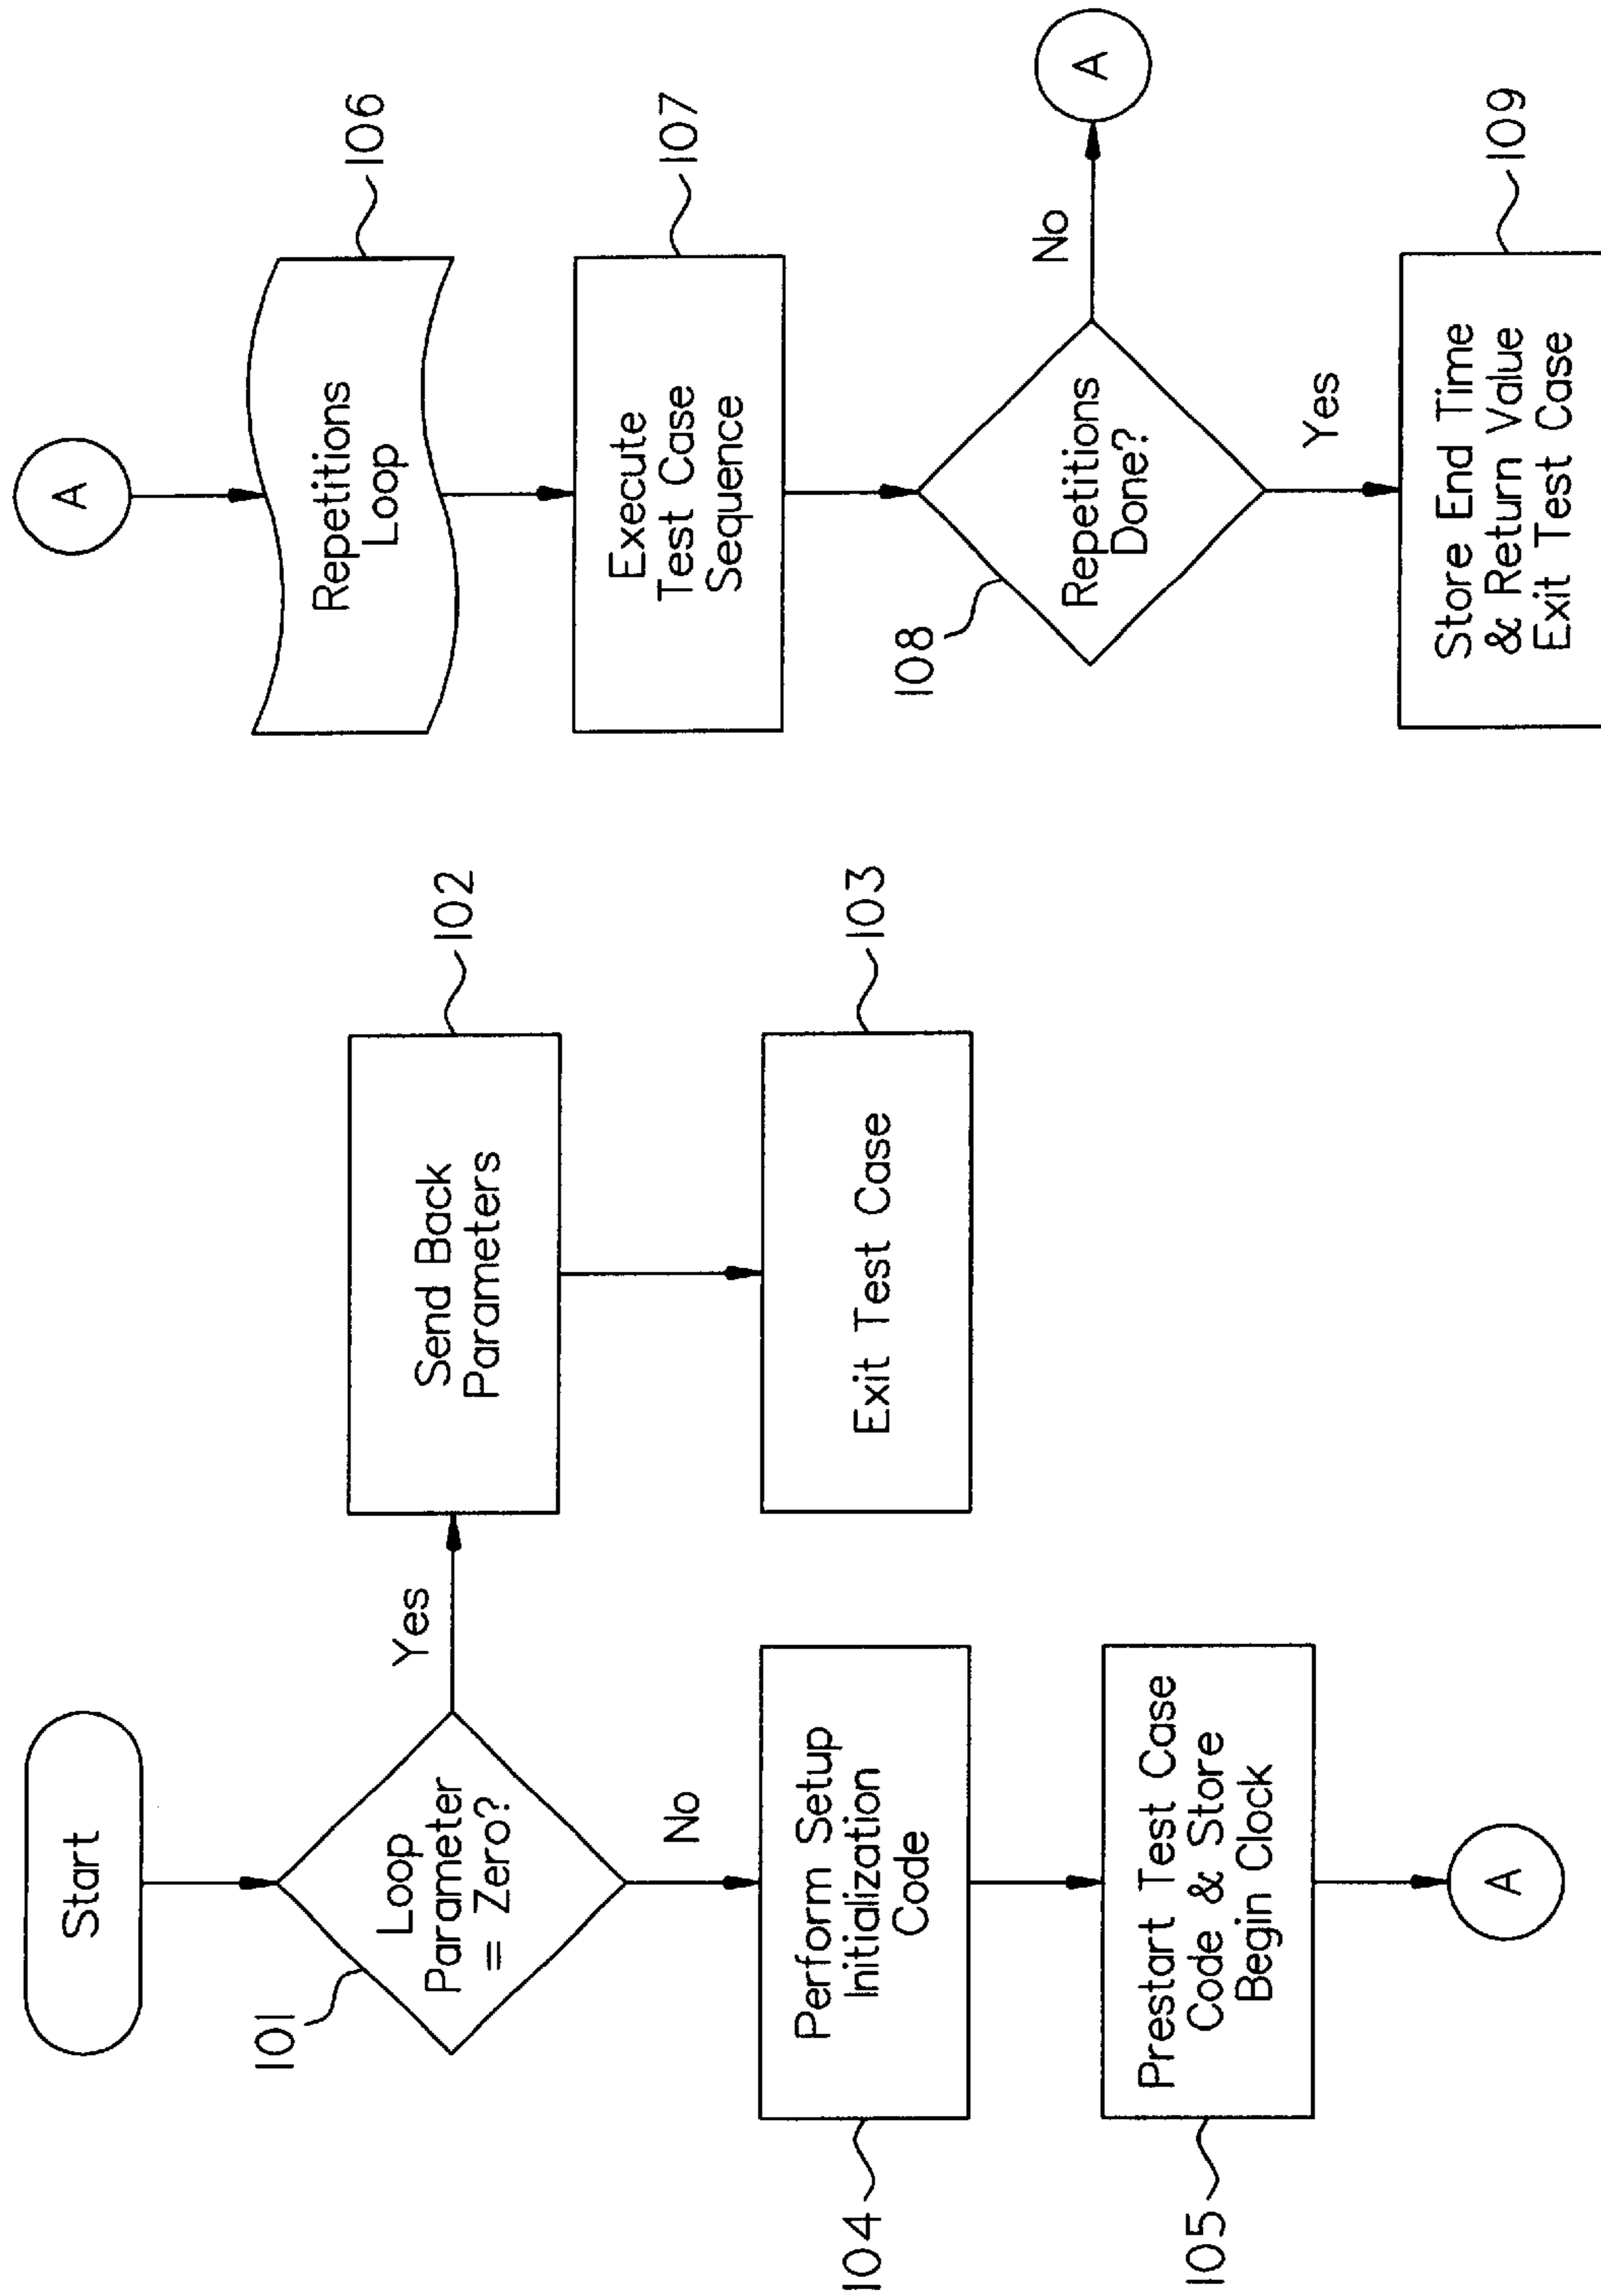 Start
101
Loop
Parameter
= Zero?
Yes
102
Send Back
Parameters
103
Exit Test Case
No
104
Perform Setup
Initialization
Code
105
Prestart Test Case
Code & Store
Begin Clock
A
A
106
Repetitions
Loop
107
Execute
Test Case
Sequence
108
Repetitions
Done?
No
A
Yes
109
Store End Time
& Return Value
Exit Test Case